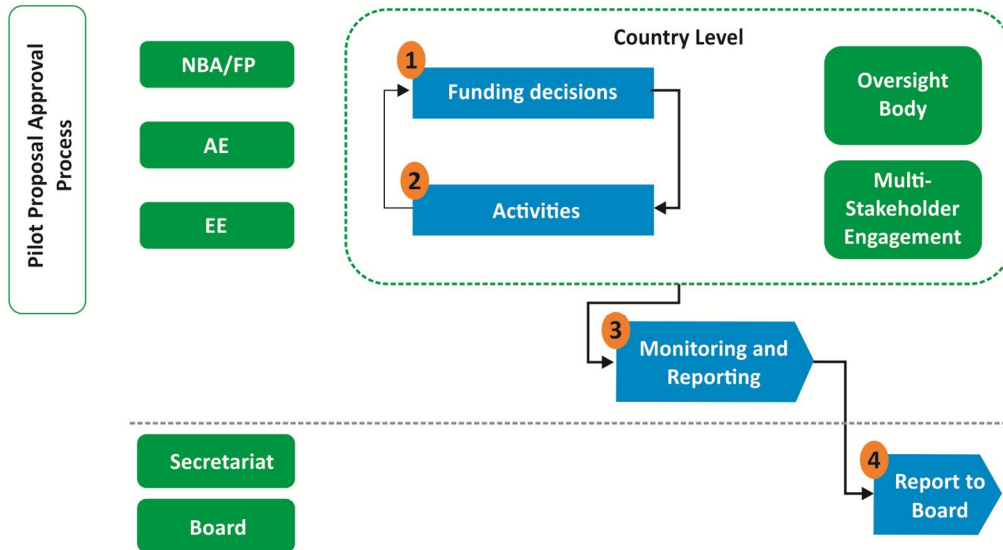 Pilot Proposal Approval
Process
NBA/FP
AE
EE
Country Level
1
Funding decisions
2
Activities
Oversight
Body
Multi-
Stakeholder
Engagement
3
Monitoring and
Reporting
Secretariat
Board
4
Report to
Board